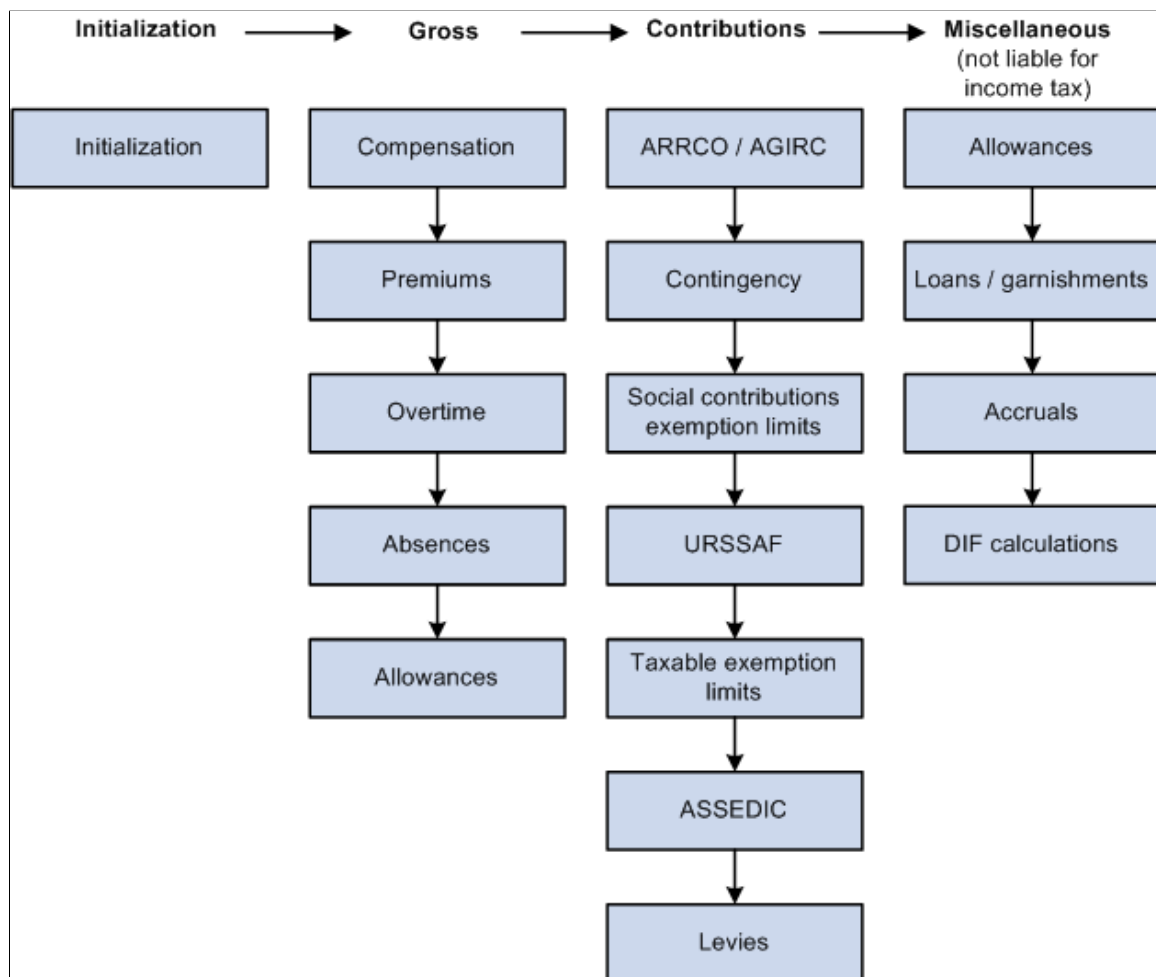 Initialization
Gross
Contributions
Miscellaneous
(not liable for
income tax)
Initialization
Compensation
ARRCO / AGIRC
Allowances
Premiums
Contingency
Loans / garnishments
Overtime
Social contributions
exemption limits
Accruals
Absences
URSSAF
DIF calculations
Allowances
Taxable exemption
limits
ASSEDIC
Levies